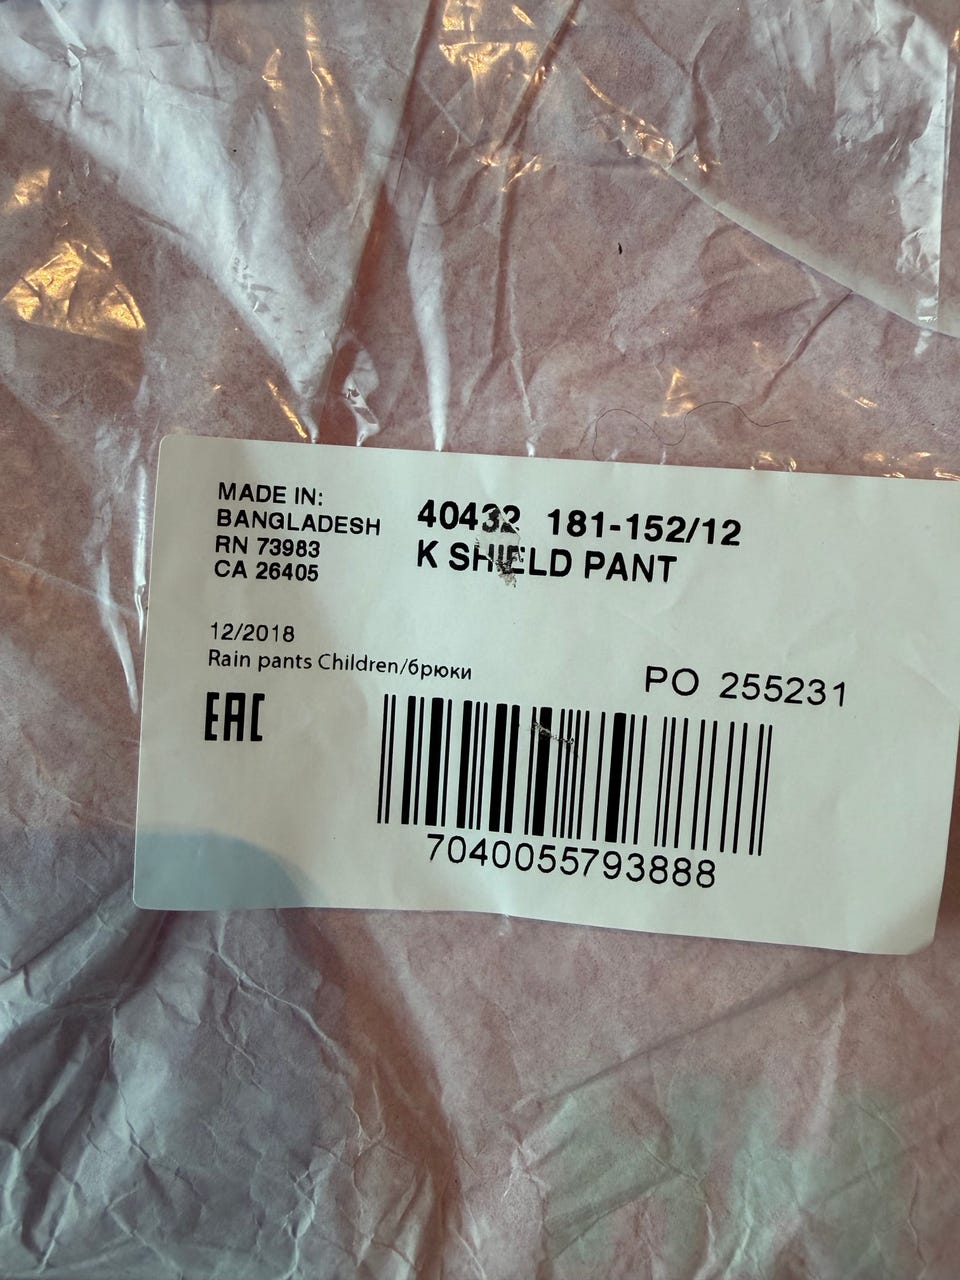 MADE IN:
BANGLADESH
RN 73983
CA 26405
40432 181-152/12
K SHIELD PANT
12/2018
Rain pants Children/брюки
PO 255231
EAC
7040055793888